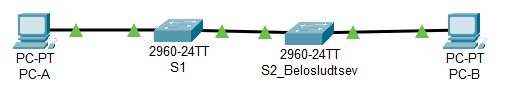 PC-PT
PC-A
2960-24TT
S1
2960-24TT
S2_Belosludtsev
PC-PT
PC-B